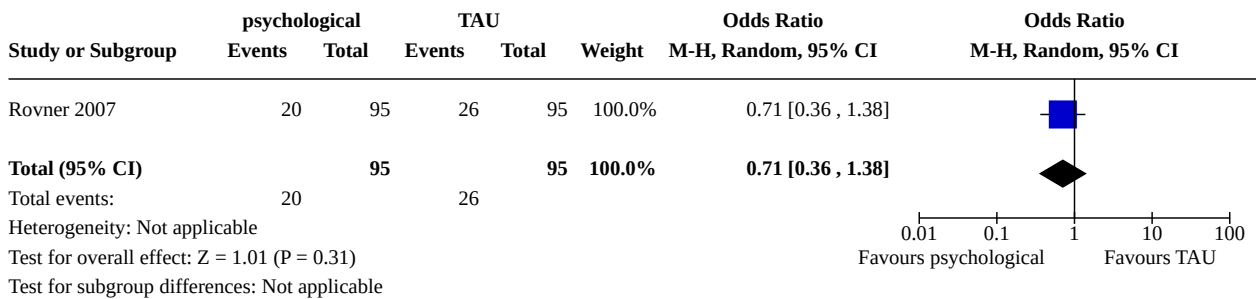 psychological TAU Odds Ratio Odds Ratio
Study or Subgroup Events Total Events Total Weight M-H, Random, 95% CI M-H, Random, 95% CI
Rovner 2007 20 95 26 95 100.0% 0.71 [0.36 , 1.38]
Total (95% CI) 95 95 100.0% 0.71 [0.36 , 1.38]
Total events: 20 26
Heterogeneity: Not applicable
0.01 0.1 1 10 100
Test for overall effect: Z = 1.01 (P = 0.31) Favours psychological Favours TAU
Test for subgroup differences: Not applicable